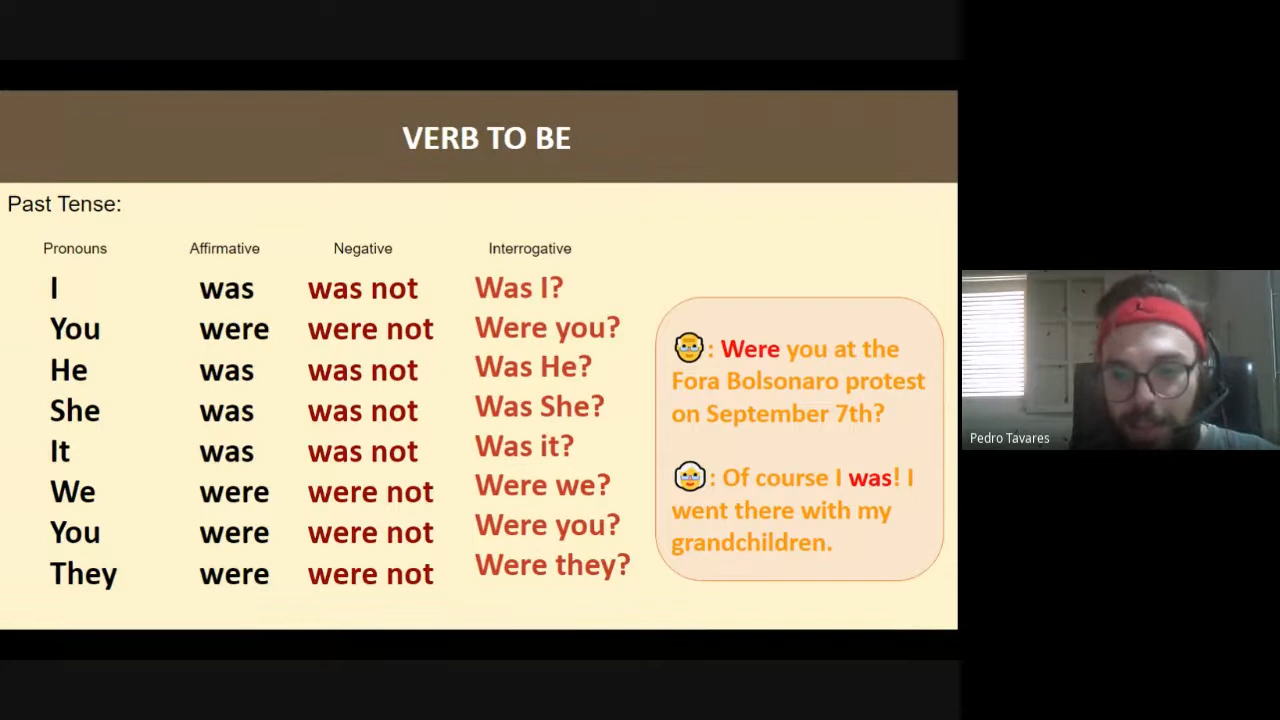 VERB TO BE
Past Tense:
Pronouns Affirmative Negative Interrogative
I was was not Was I?
You were were not Were you?
He was was not Was He?
She was was not Was She?
It was was not Was it?
We were were not Were we?
You were were not Were you?
They were were not Were they?
: Were you at the
Fora Bolsonaro protest
on September 7th?
: Of course I was! I
went there with my
grandchildren.
Pedro Tavares